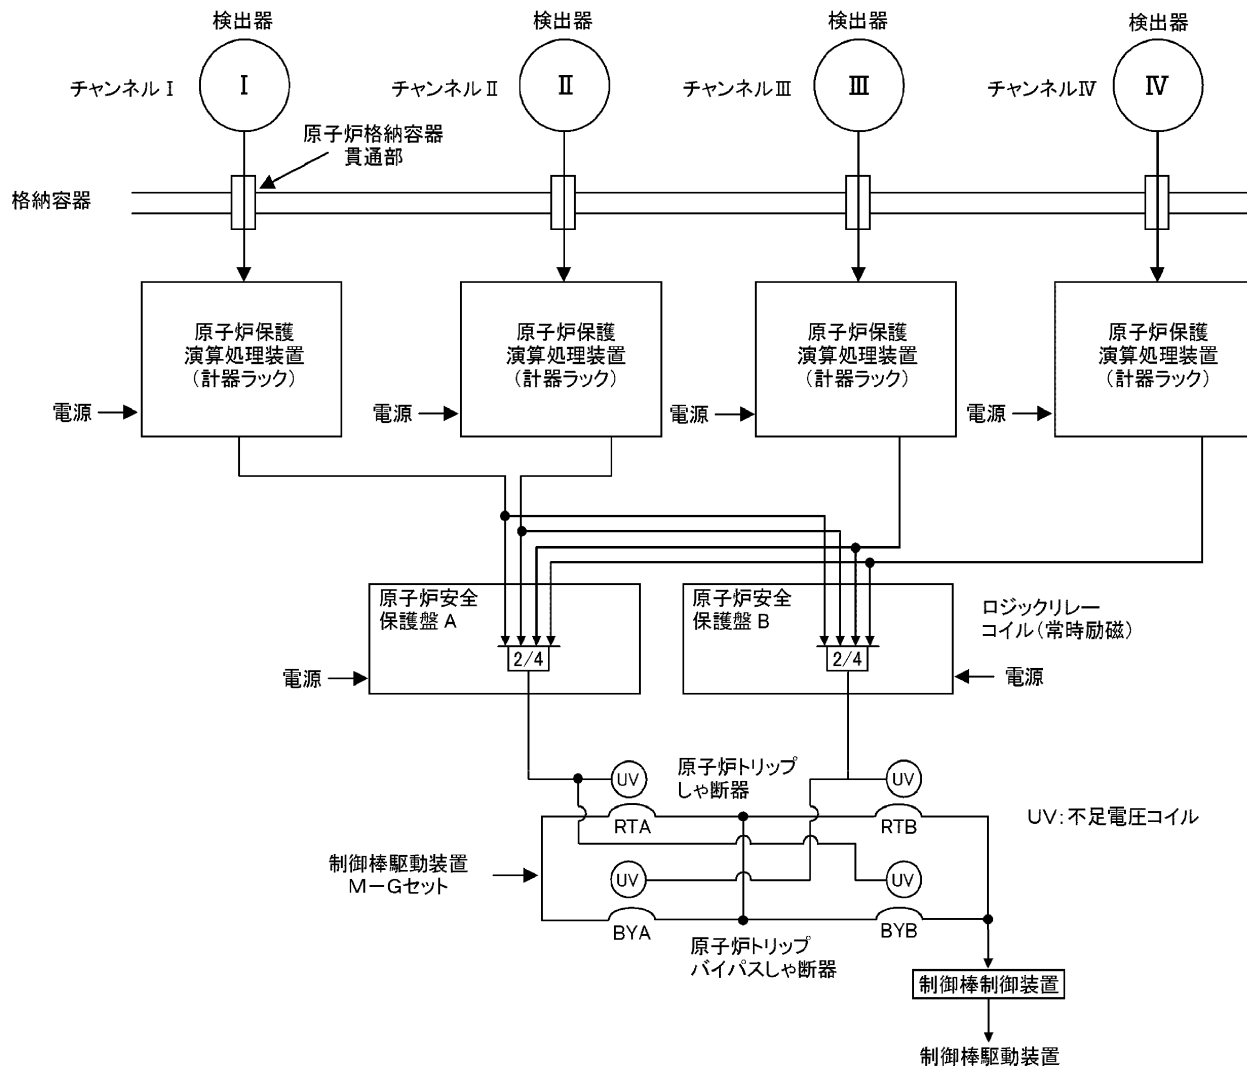 検出器
検出器
検出器
検出器
チャンネルⅠ
Ⅰ
チャンネルⅡ
Ⅱ
チャンネルⅢ
Ⅲ
チャンネルⅣ
Ⅳ
原子炉格納容器
貫通部
格納容器
原子炉保護
演算処理装置
(計器ラック)
原子炉保護
演算処理装置
(計器ラック)
原子炉保護
演算処理装置
(計器ラック)
原子炉保護
演算処理装置
(計器ラック)
電源
電源
電源
電源
原子炉安全
保護盤 A
2/4
電源
原子炉安全
保護盤 B
2/4
電源
ロジックリレー
コイル(常時励磁)
UV
原子炉トリップ
しゃ断器
UV
RTA
RTB
UV:不足電圧コイル
制御棒駆動装置
M-Gセット
UV
UV
BYA
BYB
原子炉トリップ
バイパスしゃ断器
制御棒制御装置
制御棒駆動装置